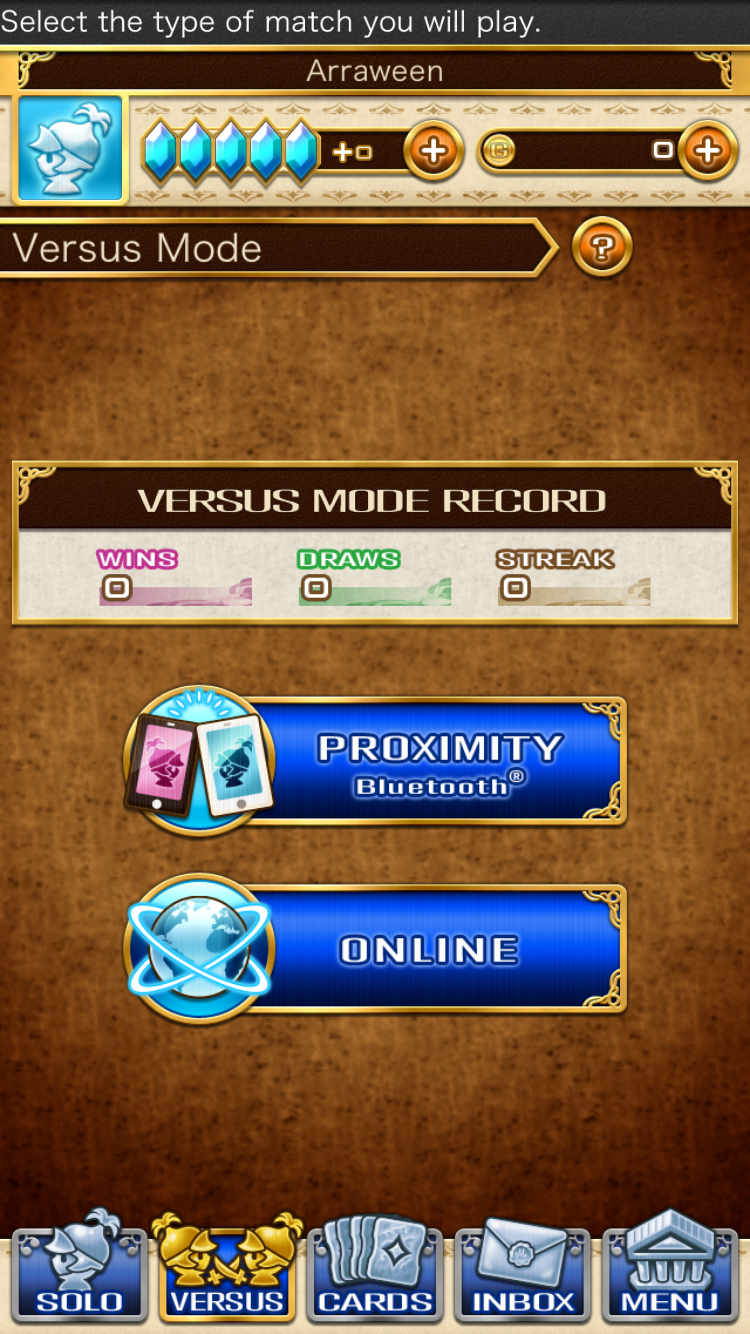 Select the type of match you will play.
Arraween
+0
G
0
Versus Mode
?
VERSUS MODE RECORD
WINS DRAWS STREAK
0 0 0
PROXIMITY
Bluetooth®
ONLINE
SOLO VERSUS CARDS INBOX MENU